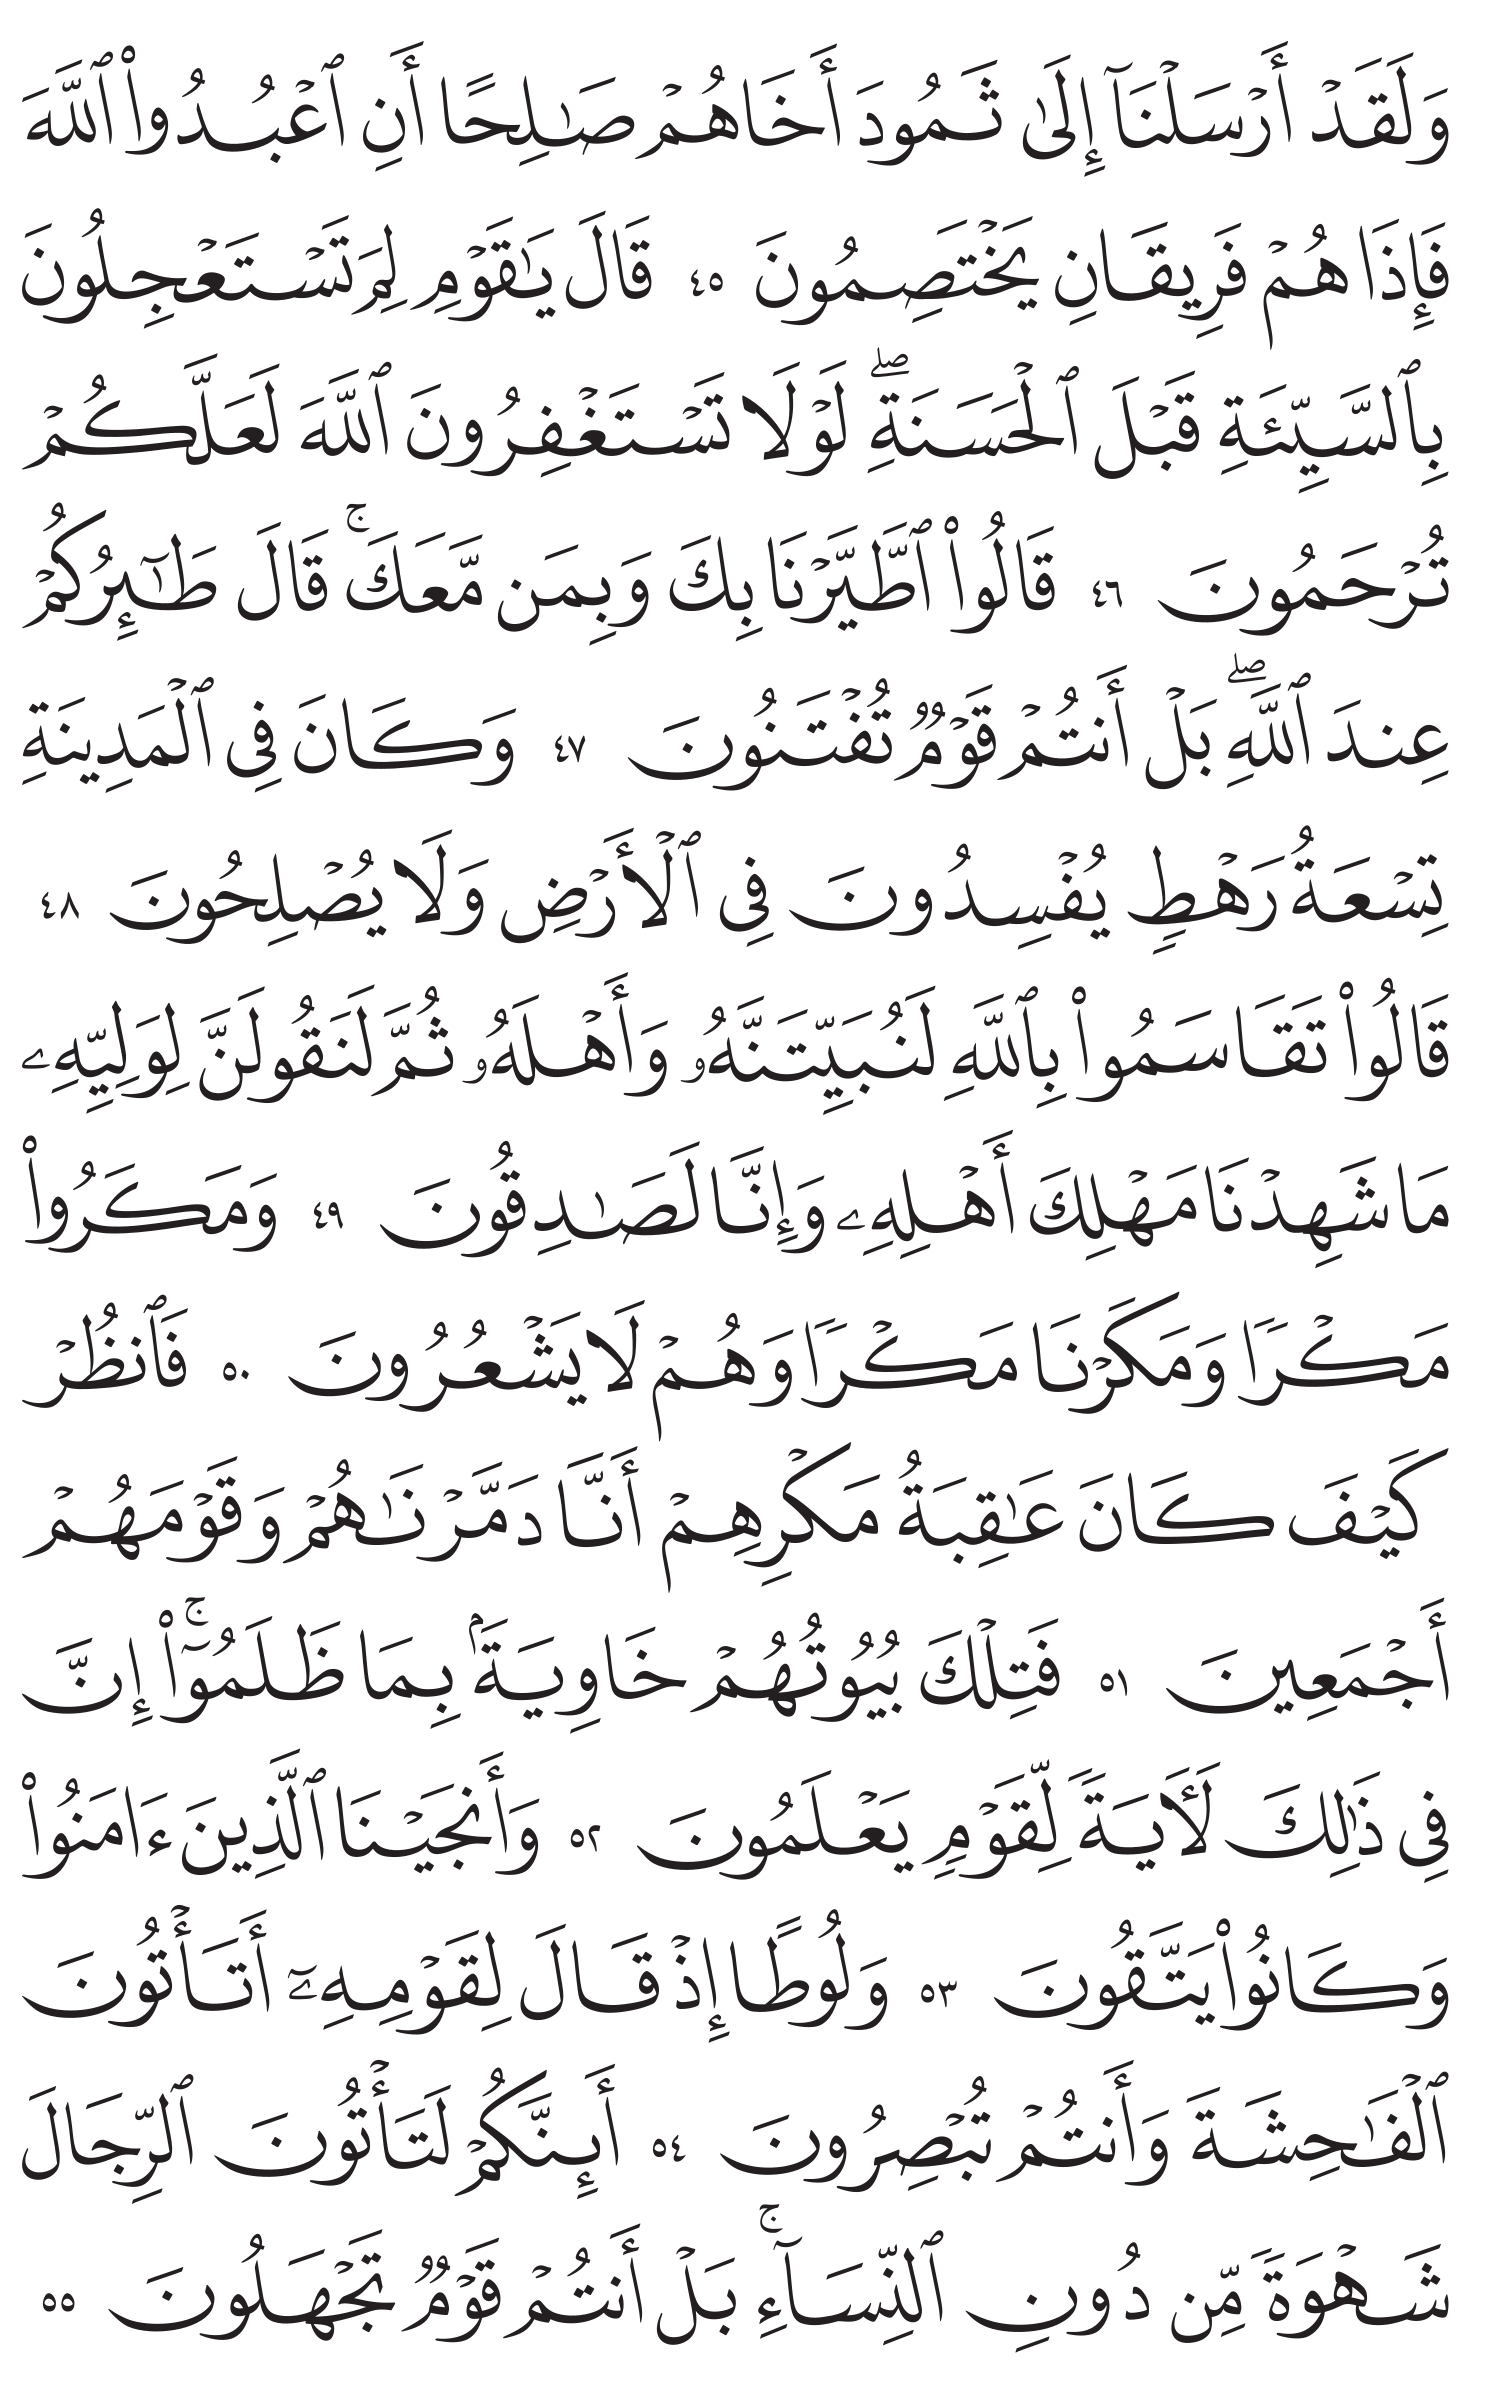 وَلَقَدۡ أَرۡسَلۡنَآ إِلَىٰ ثَمُودَ أَخَاهُمۡ صَٰلِحًا أَنِ ٱعۡبُدُواْ ٱللَّهَ
فَإِذَا هُمۡ فَرِيقَانِ يَخۡتَصِمُونَ ٤٥ قَالَ يَٰقَوۡمِ لِمَ تَسۡتَعۡجِلُونَ
بِٱلسَّيِّئَةِ قَبۡلَ ٱلۡحَسَنَةِۖ لَوۡلَا تَسۡتَغۡفِرُونَ ٱللَّهَ لَعَلَّكُمۡ
تُرۡحَمُونَ ٤٦ قَالُواْ ٱطَّيَّرۡنَا بِكَ وَبِمَن مَّعَكَۚ قَالَ طَٰٓئِرُكُمۡ
عِندَ ٱللَّهِۖ بَلۡ أَنتُمۡ قَوۡمٞ تُفۡتَنُونَ ٤٧ وَكَانَ فِي ٱلۡمَدِينَةِ
تِسۡعَةُ رَهۡطٖ يُفۡسِدُونَ فِي ٱلۡأَرۡضِ وَلَا يُصۡلِحُونَ ٤٨
قَالُواْ تَقَاسَمُواْ بِٱللَّهِ لَنُبَيِّتَنَّهُۥ وَأَهۡلَهُۥ ثُمَّ لَنَقُولَنَّ لِوَلِيِّهِۦ
مَا شَهِدۡنَا مَهۡلِكَ أَهۡلِهِۦ وَإِنَّا لَصَٰدِقُونَ ٤٩ وَمَكَرُواْ
مَكۡرٗا وَمَكَرۡنَا مَكۡرٗا وَهُمۡ لَا يَشۡعُرُونَ ٥٠ فَٱنظُرۡ
كَيۡفَ كَانَ عَٰقِبَةُ مَكۡرِهِمۡ أَنَّا دَمَّرۡنَٰهُمۡ وَقَوۡمَهُمۡ
أَجۡمَعِينَ ٥١ فَتِلۡكَ بُيُوتُهُمۡ خَاوِيَةَۢ بِمَا ظَلَمُوٓاْۚ إِنَّ
فِي ذَٰلِكَ لَأٓيَةٗ لِّقَوۡمٖ يَعۡلَمُونَ ٥٢ وَأَنجَيۡنَا ٱلَّذِينَ ءَامَنُواْ
وَكَانُواْ يَتَّقُونَ ٥٣ وَلُوطًا إِذۡ قَالَ لِقَوۡمِهِۦٓ أَتَأۡتُونَ
ٱلۡفَٰحِشَةَ وَأَنتُمۡ تُبۡصِرُونَ ٥٤ أَئِنَّكُمۡ لَتَأۡتُونَ ٱلرِّجَالَ
شَهۡوَةٗ مِّن دُونِ ٱلنِّسَآءِۚ بَلۡ أَنتُمۡ قَوۡمٞ تَجۡهَلُونَ ٥٥